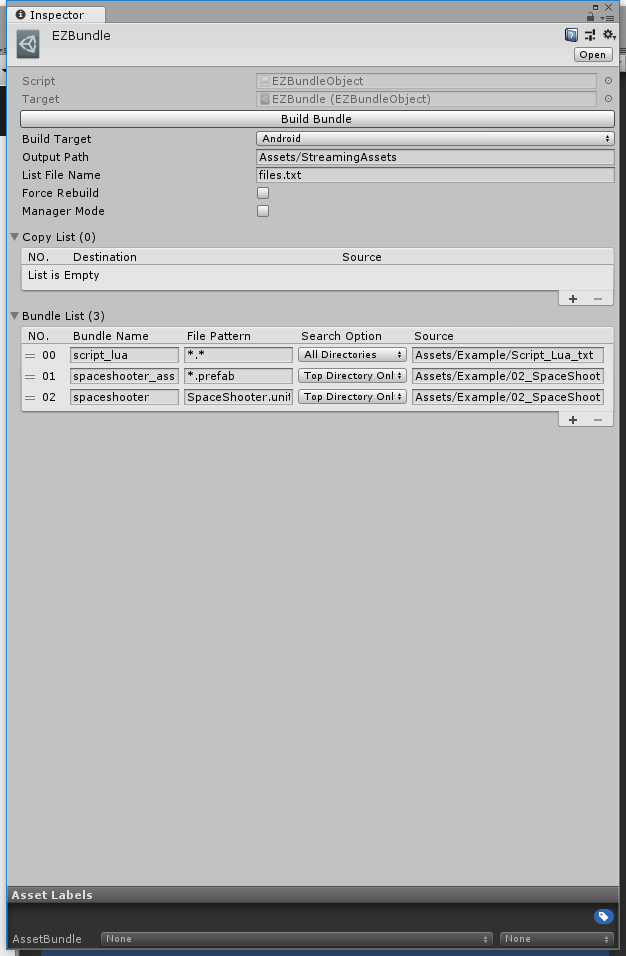 Inspector
EZBundle
Open
Script EZBundleObject
Target EZBundle (EZBundleObject)
Build Bundle
Build Target Android
Output Path Assets/StreamingAssets
List File Name files.txt
Force Rebuild
Manager Mode
Copy List (0)
NO. Destination Source
List is Empty
+ −
Bundle List (3)
NO. Bundle Name File Pattern Search Option Source
= 00 script_lua *.* All Directories Assets/Example/Script_Lua_txt
= 01 spaceshooter_ass *.prefab Top Directory Onl Assets/Example/02_SpaceShoot
= 02 spaceshooter SpaceShooter.unit Top Directory Onl Assets/Example/02_SpaceShoot
+ −
Asset Labels
AssetBundle None None